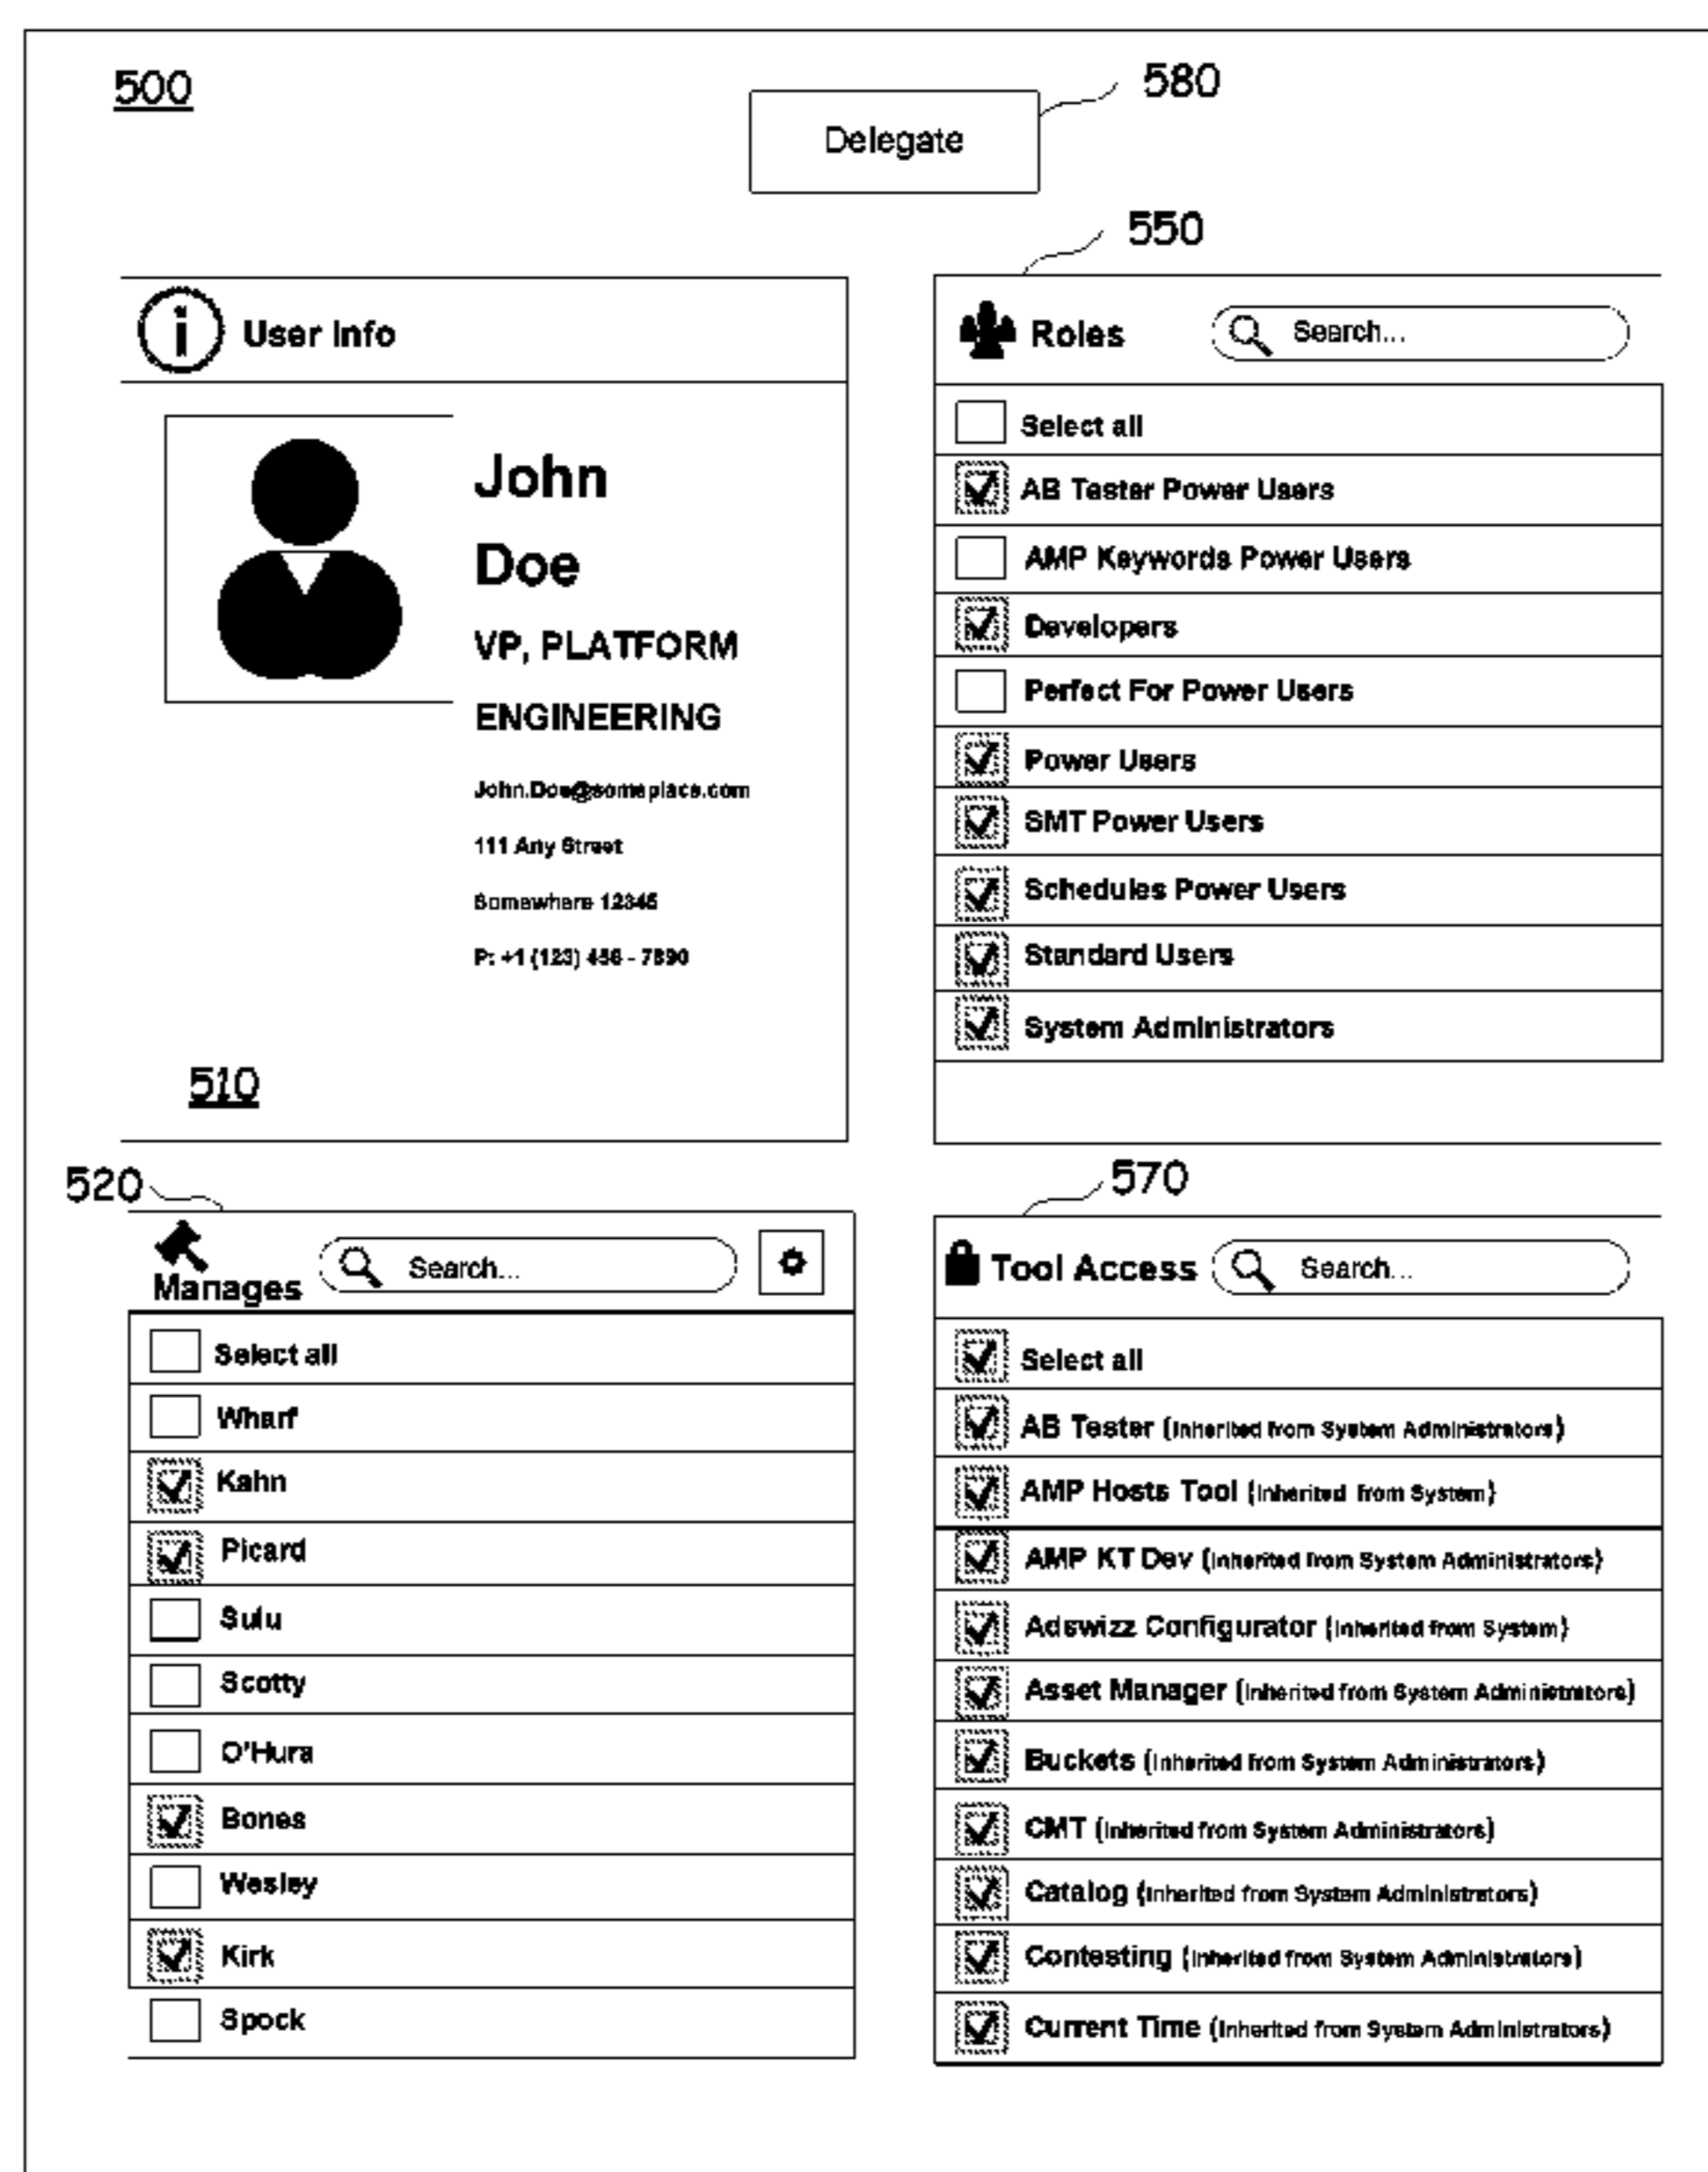 500
580
Delegate
550
User Info
John
Doe
VP, PLATFORM
ENGINEERING
John.Doe@someplace.com
111 Any Street
Somewhere 12345
P: +1 (123) 456 - 7890
510
Roles
Search...
Select all
AB Tester Power Users
AMP Keywords Power Users
Developers
Perfect For Power Users
Power Users
SMT Power Users
Schedules Power Users
Standard Users
System Administrators
520
Manages
Search...
Select all
Wharf
Kahn
Picard
Sulu
Scotty
O'Hura
Bones
Wesley
Kirk
Spock
570
Tool Access
Search...
Select all
AB Tester (Inherited from System Administrators)
AMP Hosts Tool (Inherited from System)
AMP KT Dev (Inherited from System Administrators)
Adswizz Configurator (Inherited from System)
Asset Manager (Inherited from System Administrators)
Buckets (Inherited from System Administrators)
CMT (Inherited from System Administrators)
Catalog (Inherited from System Administrators)
Contesting (Inherited from System Administrators)
Current Time (Inherited from System Administrators)